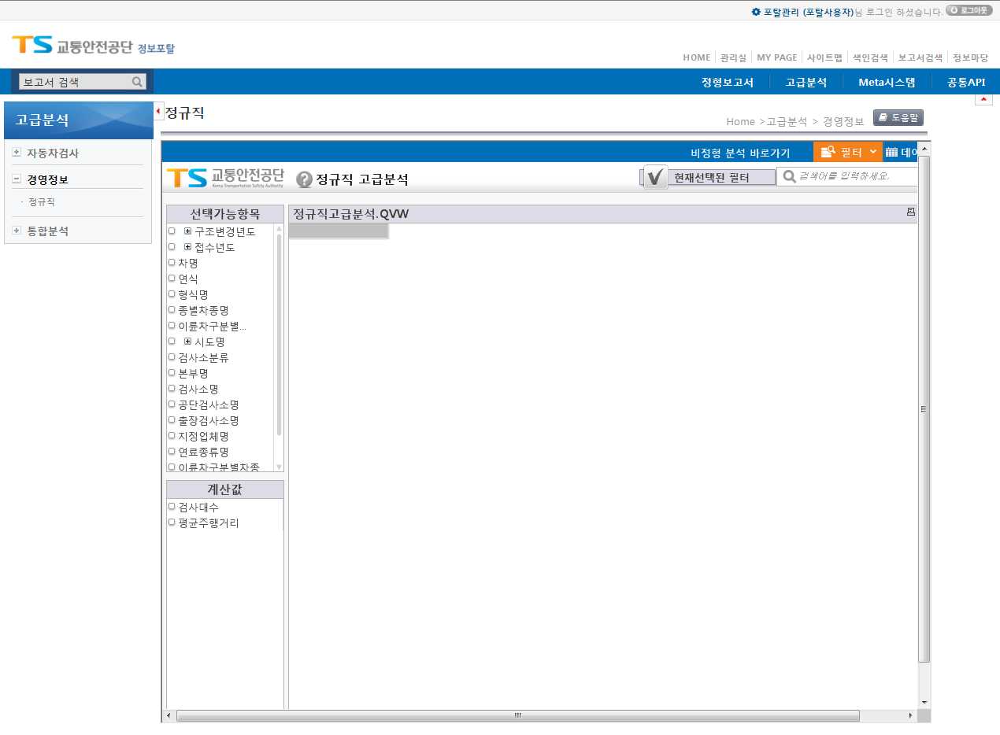 포탈관리 (포탈사용자)님 로그인 하셨습니다. 로그아웃
TS 교통안전공단 정보포탈
HOME 관리실 MY PAGE 사이트맵 색인검색 보고서검색 정보마당
보고서 검색 정형보고서 고급분석 Meta시스템 공통API
고급분석
자동차검사
경영정보
· 정규직
통합분석
정규직
Home >고급분석 > 경영정보 도움말
비정형 분석 바로가기 필터 데이
TS 교통안전공단
Korea Transportation Safety Authority
정규직 고급분석 현재선택된 필터 검색어를 입력하세요.
선택가능항목
구조변경년도
접수년도
차명
연식
형식명
종별차종명
이륜차구분별...
시도명
검사소분류
본부명
검사소명
공단검사소명
출장검사소명
지정업체명
연료종류명
이륜차구분별차종
계산값
검사대수
평균주행거리
정규직고급분석.QVW